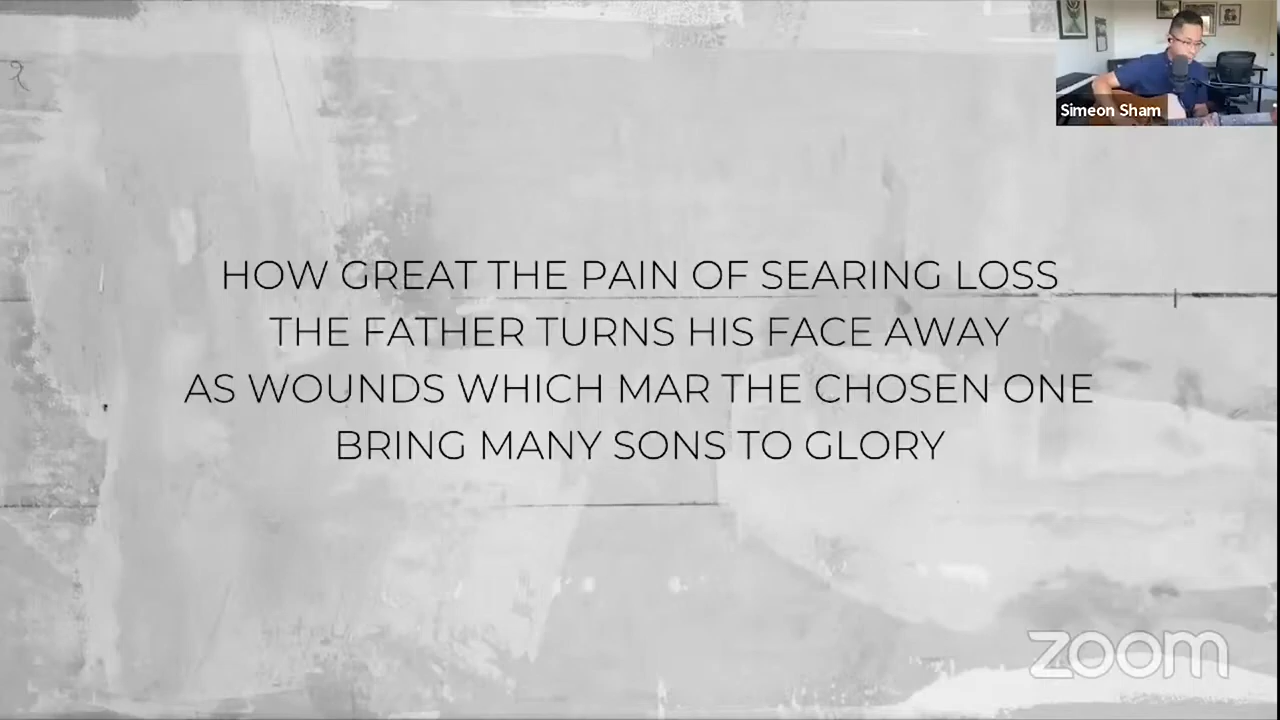 Simeon Sham
HOW GREAT THE PAIN OF SEARING LOSS
THE FATHER TURNS HIS FACE AWAY
AS WOUNDS WHICH MAR THE CHOSEN ONE
BRING MANY SONS TO GLORY
zoom